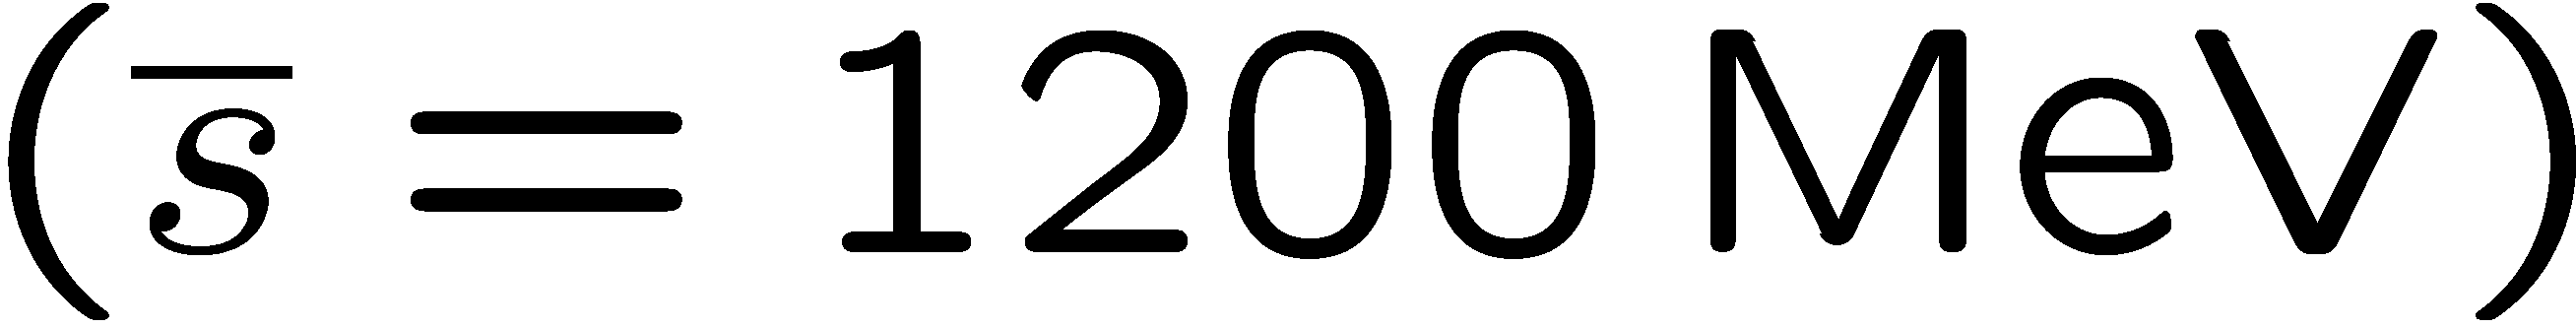 (s̅ = 1200 MeV)